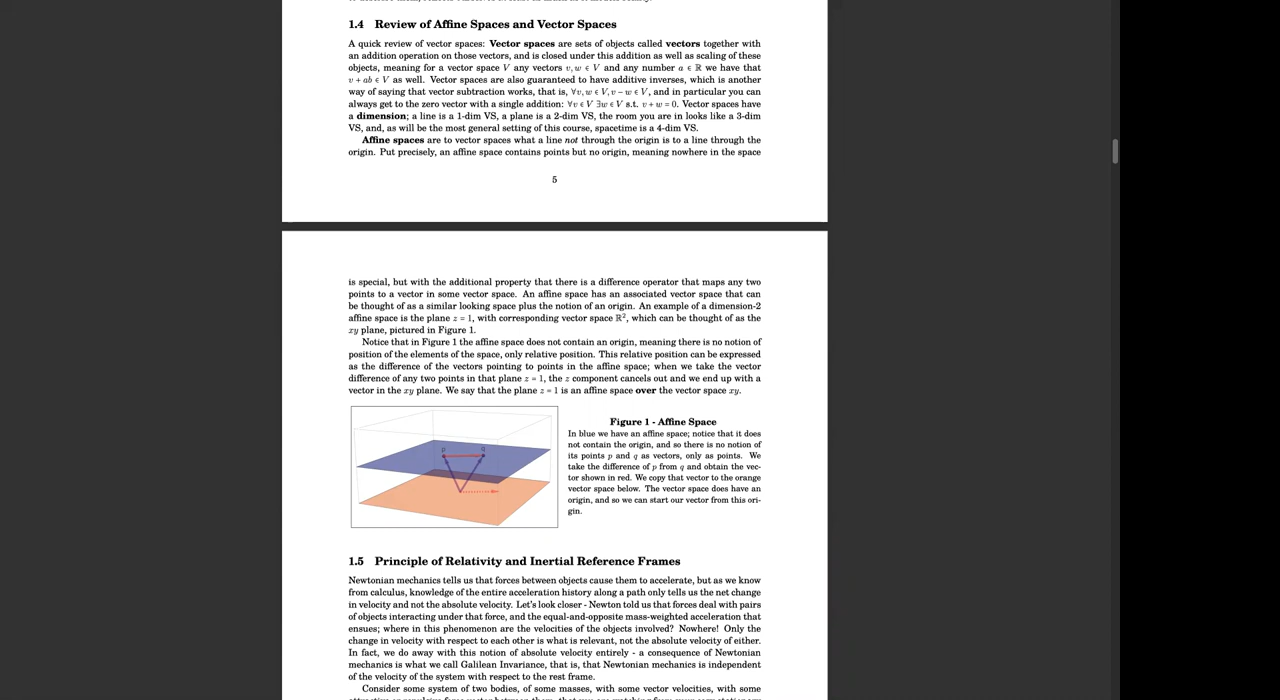 1.4 Review of Affine Spaces and Vector Spaces
A quick review of vector spaces: Vector spaces are sets of objects called vectors together with
an addition operation on those vectors, and is closed under this addition as well as scaling of these
objects, meaning for a vector space V any vectors v, w ∈ V and any number a ∈ ℝ we have that
v + ab ∈ V as well. Vector spaces are also guaranteed to have additive inverses, which is another
way of saying that vector subtraction works, that is, ∀v, w ∈ V, v − w ∈ V, and in particular you can
always get to the zero vector with a single addition: ∀v ∈ V ∃w ∈ V s.t. v + w = 0. Vector spaces have
a dimension; a line is a 1-dim VS, a plane is a 2-dim VS, the room you are in looks like a 3-dim
VS, and, as will be the most general setting of this course, spacetime is a 4-dim VS.
Affine spaces are to vector spaces what a line not through the origin is to a line through the
origin. Put precisely, an affine space contains points but no origin, meaning nowhere in the space
5
is special, but with the additional property that there is a difference operator that maps any two
points to a vector in some vector space. An affine space has an associated vector space that can
be thought of as a similar looking space plus the notion of an origin. An example of a dimension-2
affine space is the plane z = 1, with corresponding vector space ℝ², which can be thought of as the
xy plane, pictured in Figure 1.
Notice that in Figure 1 the affine space does not contain an origin, meaning there is no notion of
position of the elements of the space, only relative position. This relative position can be expressed
as the difference of the vectors pointing to points in the affine space; when we take the vector
difference of any two points in that plane z = 1, the z component cancels out and we end up with a
vector in the xy plane. We say that the plane z = 1 is an affine space over the vector space xy.
p q
Figure 1 - Affine Space
In blue we have an affine space; notice that it does
not contain the origin, and so there is no notion of
its points p and q as vectors, only as points. We
take the difference of p from q and obtain the vec-
tor shown in red. We copy that vector to the orange
vector space below. The vector space does have an
origin, and so we can start our vector from this ori-
gin.
1.5 Principle of Relativity and Inertial Reference Frames
Newtonian mechanics tells us that forces between objects cause them to accelerate, but as we know
from calculus, knowledge of the entire acceleration history along a path only tells us the net change
in velocity and not the absolute velocity. Let's look closer - Newton told us that forces deal with pairs
of objects interacting under that force, and the equal-and-opposite mass-weighted acceleration that
ensues; where in this phenomenon are the velocities of the objects involved? Nowhere! Only the
change in velocity with respect to each other is what is relevant, not the absolute velocity of either.
In fact, we do away with this notion of absolute velocity entirely - a consequence of Newtonian
mechanics is what we call Galilean Invariance, that is, that Newtonian mechanics is independent
of the velocity of the system with respect to the rest frame.
Consider some system of two bodies, of some masses, with some vector velocities, with some